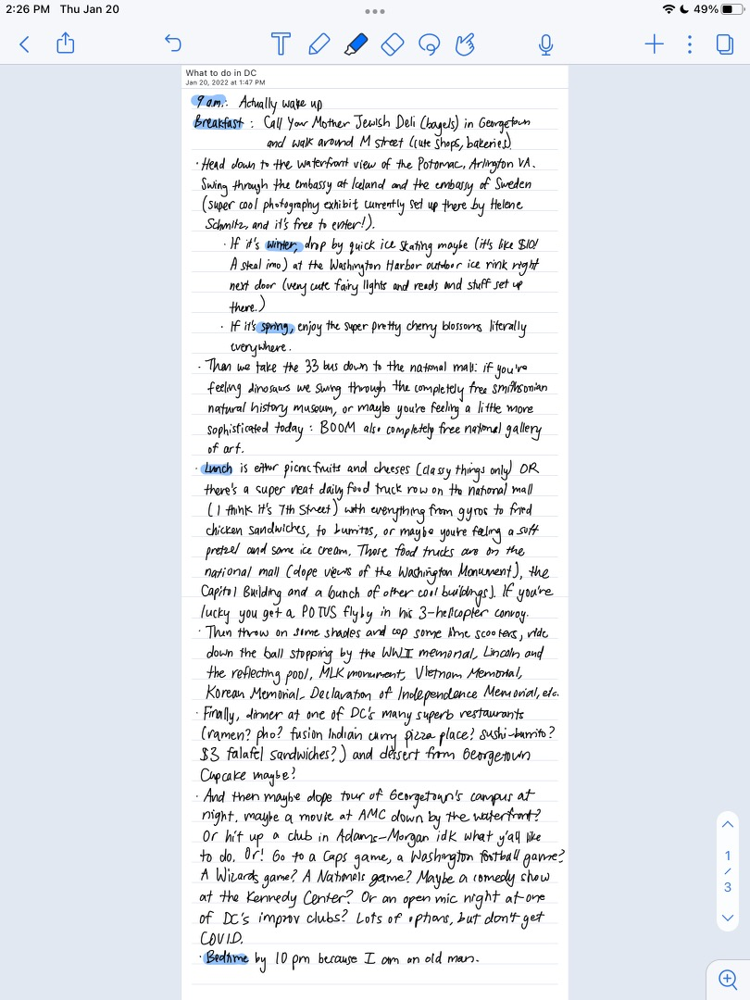 2:26 PM Thu Jan 20
49%
T
What to do in DC
Jan 20, 2022 at 1:47 PM
9 a.m.: Actually wake up
Breakfast: Call Your Mother Jewish Deli (bagels) in Georgetown
and walk around M street (cute shops, bakeries)
· Head down to the waterfront view of the Potomac, Arlington VA.
Swing through the embassy of Iceland and the embassy of Sweden
(super cool photography exhibit currently set up there by Helene
Schmitz, and it's free to enter!).
· If it's winter, drop by quick ice skating maybe (it's like $10!
A steal imo) at the Washington Harbor outdoor ice rink right
next door (very cute fairy lights and reads and stuff set up
there.)
· If it's spring, enjoy the super pretty cherry blossoms literally
everywhere.
· Then we take the 33 bus down to the national mall: if you're
feeling dinosaurs we swing through the completely free smithsonian
natural history museum, or maybe you're feeling a little more
sophisticated today: BOOM also completely free national gallery
of art.
· Lunch is either picnic fruits and cheeses (classy things only) OR
there's a super neat daily food truck row on the national mall
(I think it's 7th Street) with everything from gyros to fried
chicken sandwiches, to burritos, or maybe you're feeling a soft
pretzel and some ice cream. Those food trucks are on the
national mall (dope views of the Washington Monument), the
Capitol Building and a bunch of other cool buildings). If you're
lucky you get a POTUS flyby in his 3-helicopter convoy.
· Then throw on some shades and cop some lime scooters, ride
down the ball stopping by the WWII memorial, Lincoln and
the reflecting pool, MLK monument, Vietnam Memorial,
Korean Memorial, Declaration of Independence Memorial, etc.
· Finally, dinner at one of DC's many superb restaurants
(ramen? pho? fusion Indian curry pizza place? sushi-burrito?
$3 falafel sandwiches?) and dessert from Georgetown
Cupcake maybe?
· And then maybe dope tour of Georgetown's campus at
night, maybe a movie at AMC down by the waterfront?
Or hit up a club in Adams-Morgan idk what y'all like
to do. Or! Go to a Caps game, a Washington football game?
A Wizards game? A Nationals game? Maybe a comedy show
at the Kennedy Center? Or an open mic night at one
of DC's improv clubs? Lots of options, but don't get
COVID.
· Bedtime by 10 pm because I am an old man.
1
/
3